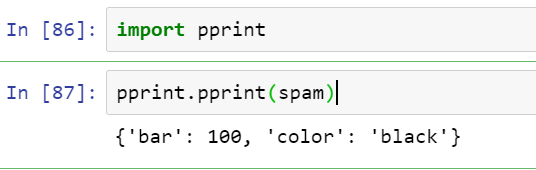 In [86]: import pprint
In [87]: pprint.pprint(spam)
{'bar': 100, 'color': 'black'}